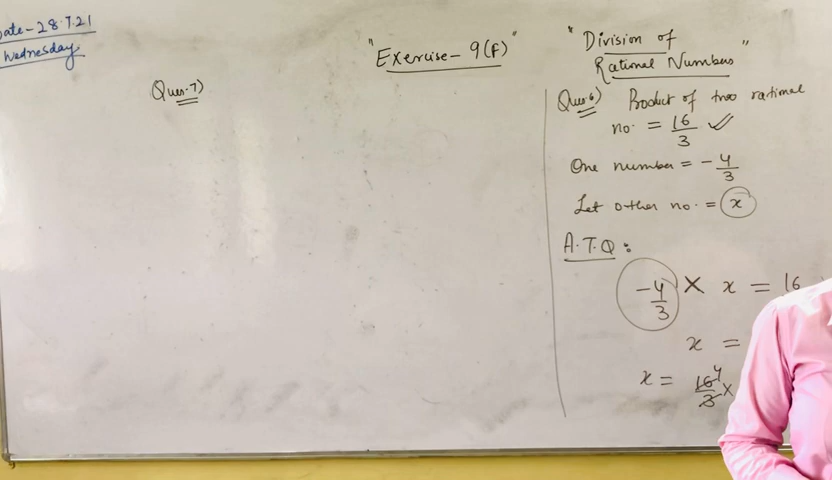 Date-28.7.21
Wednesday
"Exercise- 9(F)"
"Division of
Rational Numbers"
Ques.7)
Ques.6) Product of two rational
no. = 16/3 ✓
One number = -4/3
Let other no. = x
A.T.Q :
-4/3 × x = 16
x =
x = 16/3 ×
4